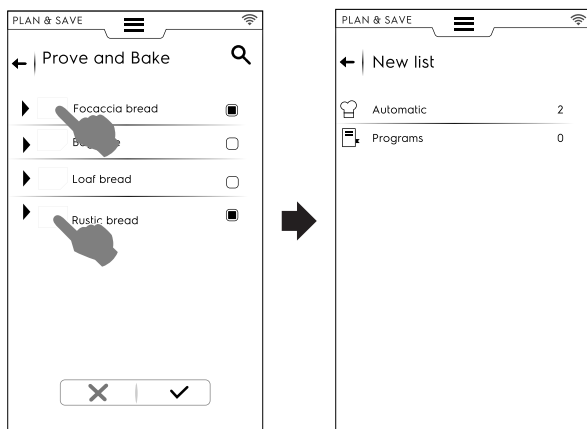 PLAN & SAVE
Prove and Bake
Focaccia bread
Loaf bread
Rustic bread
PLAN & SAVE
New list
Automatic 2
Programs 0